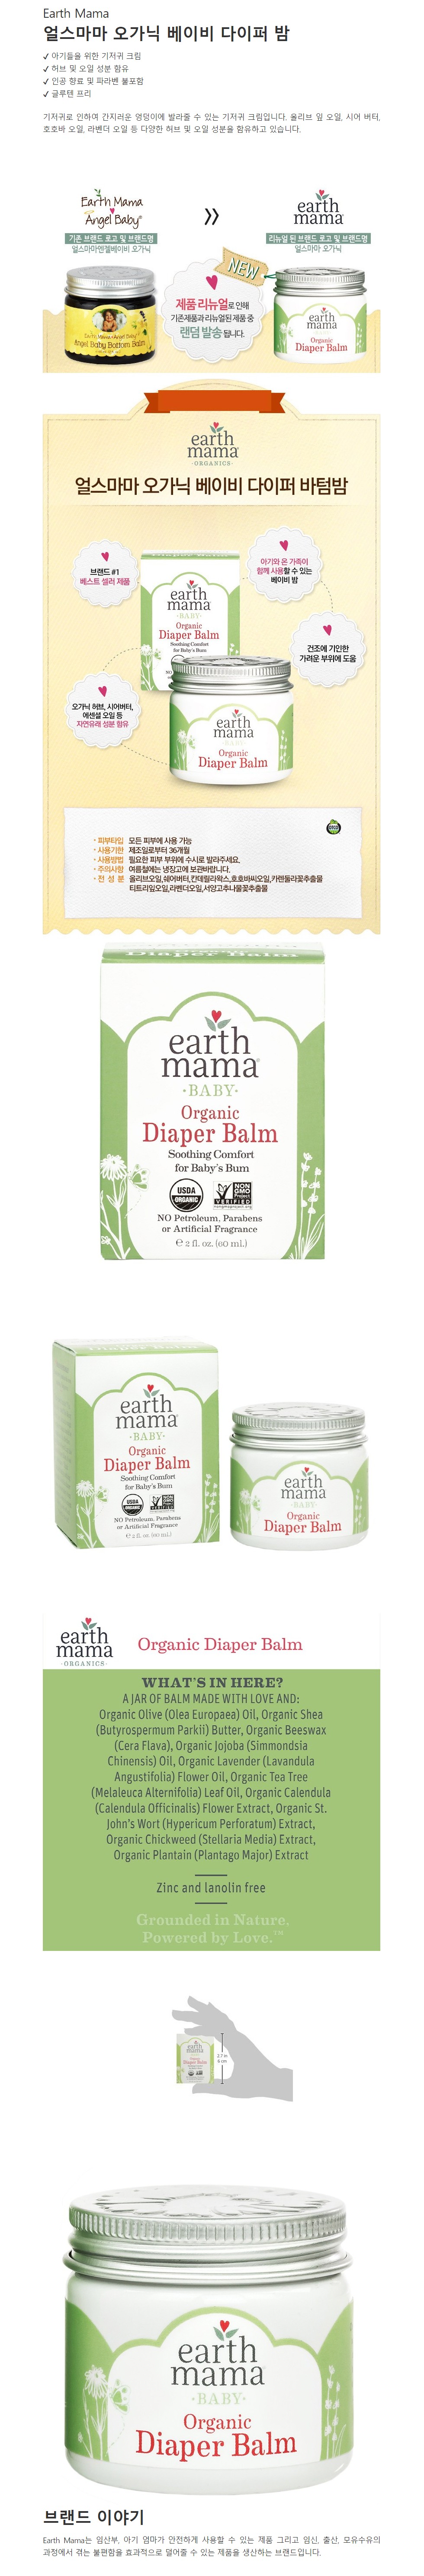 Earth Mama
얼스마마 오가닉 베이비 다이퍼 밤
✓ 아기들을 위한 기저귀 크림
✓ 허브 및 오일 성분 함유
✓ 인공 향료 및 파라벤 불포함
✓ 글루텐 프리
기저귀로 인하여 간지러운 엉덩이에 발라줄 수 있는 기저귀 크림입니다. 올리브 잎 오일, 시어 버터,
호호바 오일, 라벤더 오일 등 다양한 허브 및 오일 성분을 함유하고 있습니다.
Earth Mama
Angel Baby
기존 브랜드 로고 및 브랜드명
얼스마마엔젤베이비 오가닉
»
earth
mama
리뉴얼 된 브랜드 로고 및 브랜드명
얼스마마 오가닉
Earth Mama Angel Baby
Angel Baby Bottom Balm
NEW
제품 리뉴얼로 인해
기존제품과 리뉴얼된 제품 중
랜덤 발송 됩니다.
earth
mama
Organic
Diaper Balm
earth
mama
·ORGANICS·
얼스마마 오가닉 베이비 다이퍼 바텀밤
브랜드 #1
베스트 셀러 제품
아기와 온 가족이
함께 사용할 수 있는
베이비 밤
건조에 기인한
가려운 부위에 도움
오가닉 허브, 시어버터,
에센셜 오일 등
자연유래 성분 함유
earth
mama
·BABY·
Organic
Diaper Balm
Soothing Comfort
for Baby's Bum
earth
mama
Organic
Diaper Balm
• 피부타입 모든 피부에 사용 가능
• 사용기한 제조일로부터 36개월
• 사용방법 필요한 피부 부위에 수시로 발라주세요.
• 주의사항 여름철에는 냉장고에 보관바랍니다.
• 전 성 분 올리브오일,쉐어버터,칸데릴라왁스,호호바씨오일,카렌둘라꽃추출물
티트리잎오일,라벤더오일,서양고추나물꽃추출물
Organic
Diaper Balm
earth
mama
·BABY·
Organic
Diaper Balm
Soothing Comfort
for Baby's Bum
USDA
ORGANIC
NON
GMO
VERIFIED
nongmoproject.org
NO Petroleum, Parabens
or Artificial Fragrance
℮ 2 fl. oz. (60 ml.)
earth
mama
·BABY·
Organic
Diaper Balm
Soothing Comfort
for Baby's Bum
USDA
ORGANIC
NO Petroleum, Parabens
or Artificial Fragrance
℮ 2 fl. oz. (60 ml.)
earth
mama
·BABY·
Organic
Diaper Balm
earth
mama
·ORGANICS·
Organic Diaper Balm
WHAT'S IN HERE?
A JAR OF BALM MADE WITH LOVE AND:
Organic Olive (Olea Europaea) Oil, Organic Shea
(Butyrospermum Parkii) Butter, Organic Beeswax
(Cera Flava), Organic Jojoba (Simmondsia
Chinensis) Oil, Organic Lavender (Lavandula
Angustifolia) Flower Oil, Organic Tea Tree
(Melaleuca Alternifolia) Leaf Oil, Organic Calendula
(Calendula Officinalis) Flower Extract, Organic St.
John's Wort (Hypericum Perforatum) Extract,
Organic Chickweed (Stellaria Media) Extract,
Organic Plantain (Plantago Major) Extract
Zinc and lanolin free
Grounded in Nature.
Powered by Love.™
earth
mama
2.7 in
6 cm
earth
mama
·BABY·
Organic
Diaper Balm
브랜드 이야기
Earth Mama는 임산부, 아기 엄마가 안전하게 사용할 수 있는 제품 그리고 임신, 출산, 모유수유의
과정에서 겪는 불편함을 효과적으로 덜어줄 수 있는 제품을 생산하는 브랜드입니다.